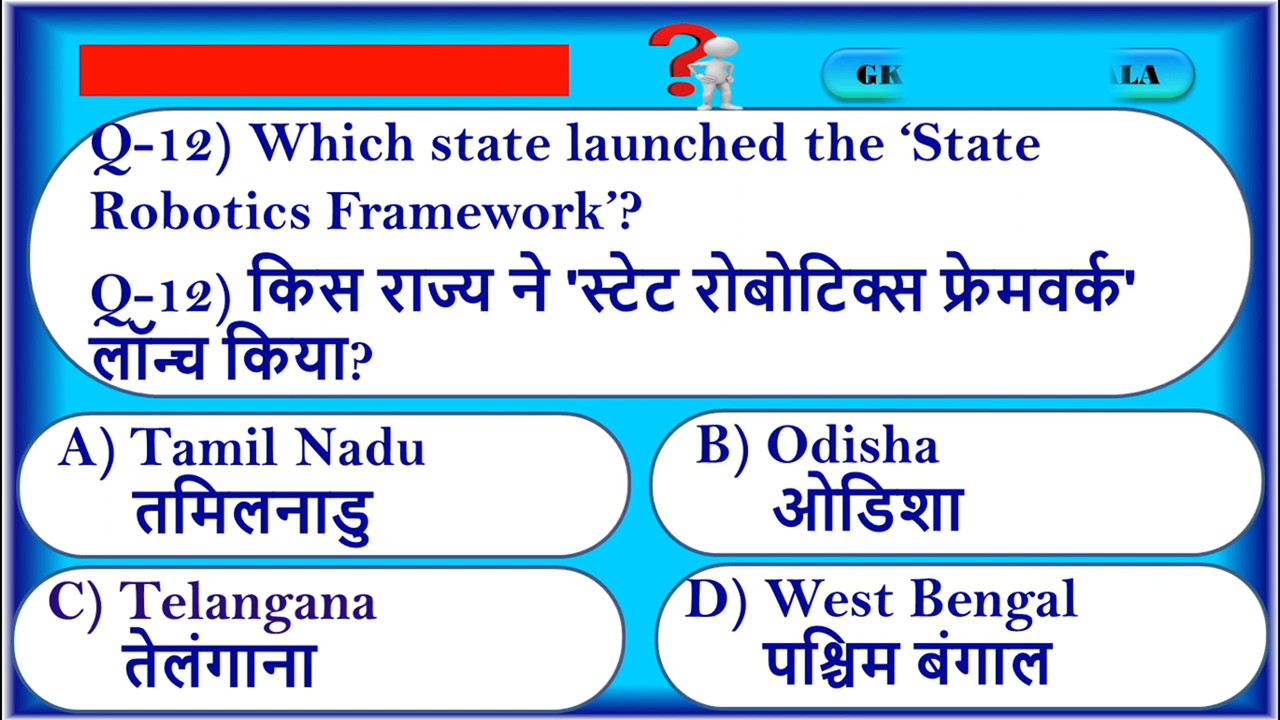 ?
GK ALA
Q-12) Which state launched the ‘State
Robotics Framework’?
Q-12) किस राज्य ने 'स्टेट रोबोटिक्स फ्रेमवर्क'
लॉन्च किया?
A) Tamil Nadu
तमिलनाडु
B) Odisha
ओडिशा
C) Telangana
तेलंगाना
D) West Bengal
पश्चिम बंगाल